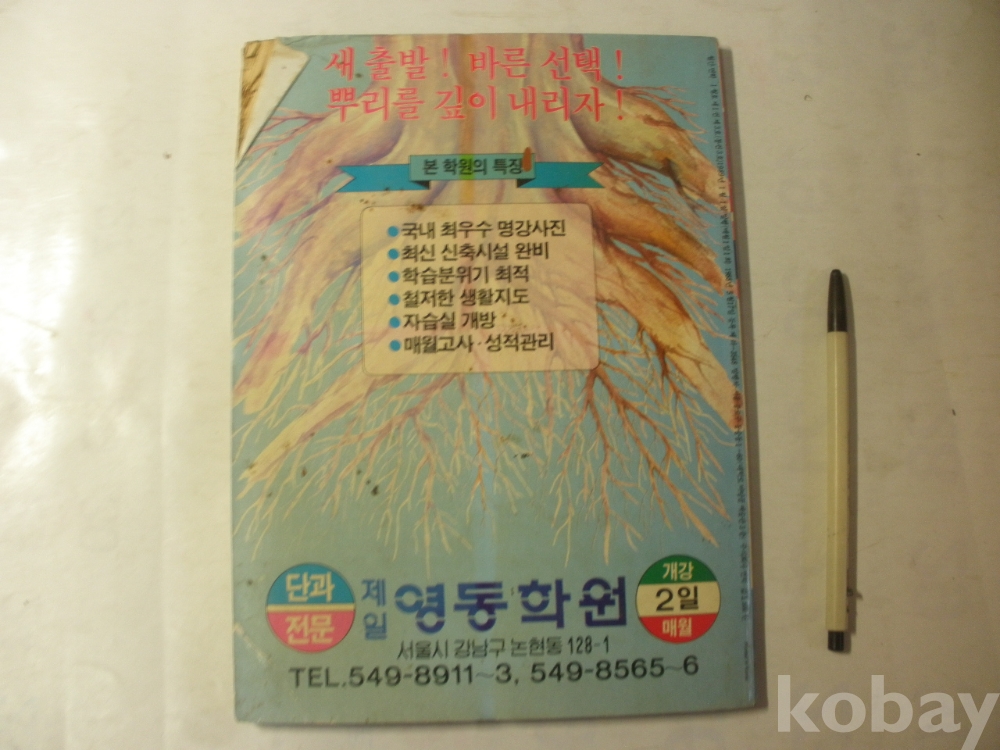 새 출발! 바른 선택!
뿌리를 깊이 내리자!
본 학원의 특징
●국내 최우수 명강사진
●최신 신축시설 완비
●학습분위기 최적
●철저한 생활지도
●자습실 개방
●매월고사·성적관리
단과
전문
제일 영동학원
개강
2일
매월
서울시 강남구 논현동 128-1
TEL.549-8911~3, 549-8565~6
kobay